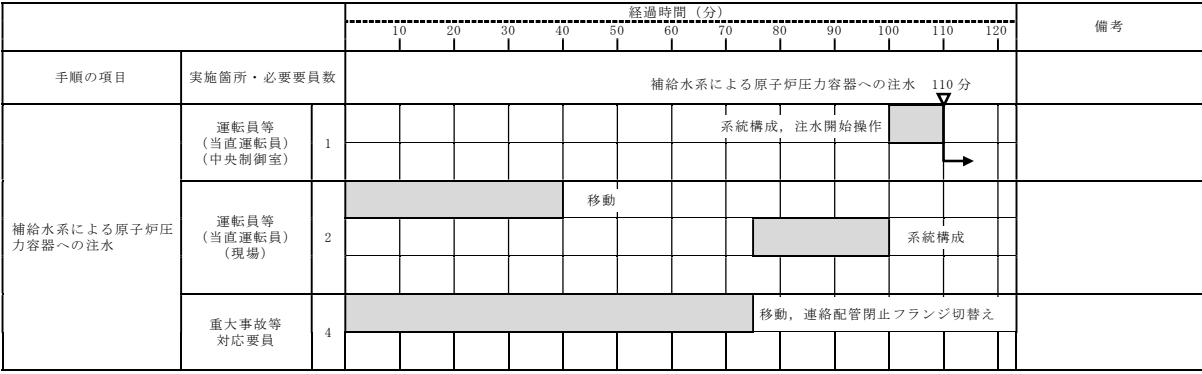 経過時間（分）
備考
10 20 30 40 50 60 70 80 90 100 110 120
手順の項目
実施箇所・必要要員数
補給水系による原子炉圧力容器への注水 110分
補給水系による原子炉圧
力容器への注水
運転員等
（当直運転員）
（中央制御室）
1
系統構成，注水開始操作
運転員等
（当直運転員）
（現場）
2
移動
系統構成
重大事故等
対応要員
4
移動，連絡配管閉止フランジ切替え